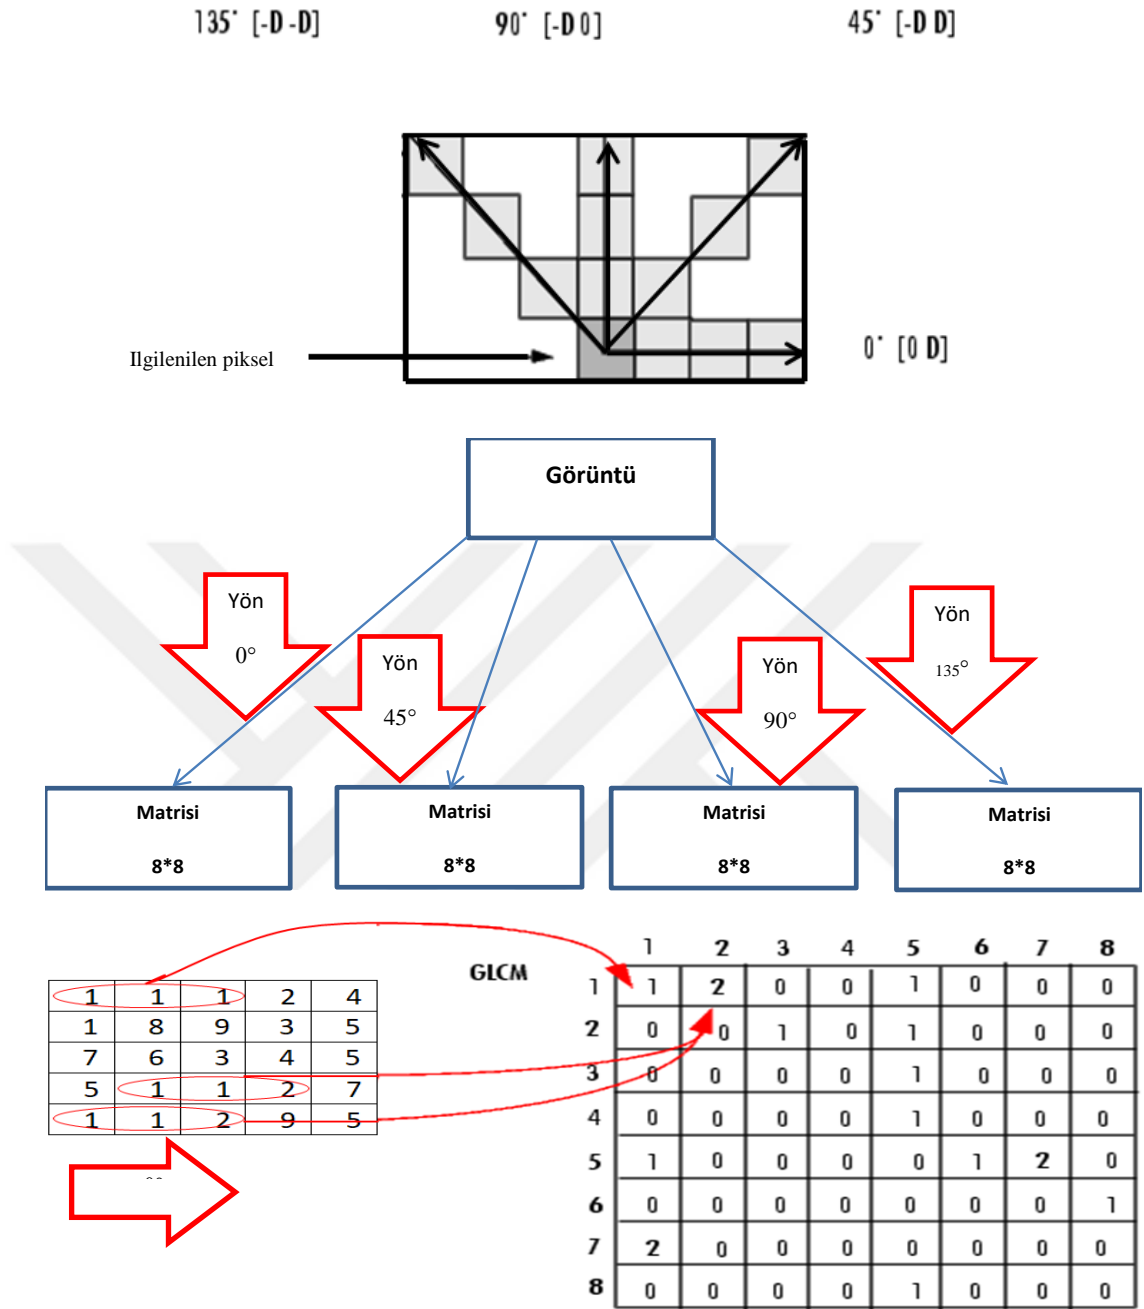 135° [-D -D] 90° [-D 0] 45° [-D D]
Ilgilenilen piksel
0° [0 D]
Görüntü
Yön
0°
Yön
45°
Yön
90°
Yön
135°
Matrisi
8*8
Matrisi
8*8
Matrisi
8*8
Matrisi
8*8
1 1 1 2 4
1 8 9 3 5
7 6 3 4 5
5 1 1 2 7
1 1 2 9 5
GLCM
1 2 3 4 5 6 7 8
1 1 2 0 0 1 0 0 0
2 0 0 1 0 1 0 0 0
3 0 0 0 0 1 0 0 0
4 0 0 0 0 1 0 0 0
5 1 0 0 0 0 1 2 0
6 0 0 0 0 0 0 0 1
7 2 0 0 0 0 0 0 0
8 0 0 0 0 1 0 0 0